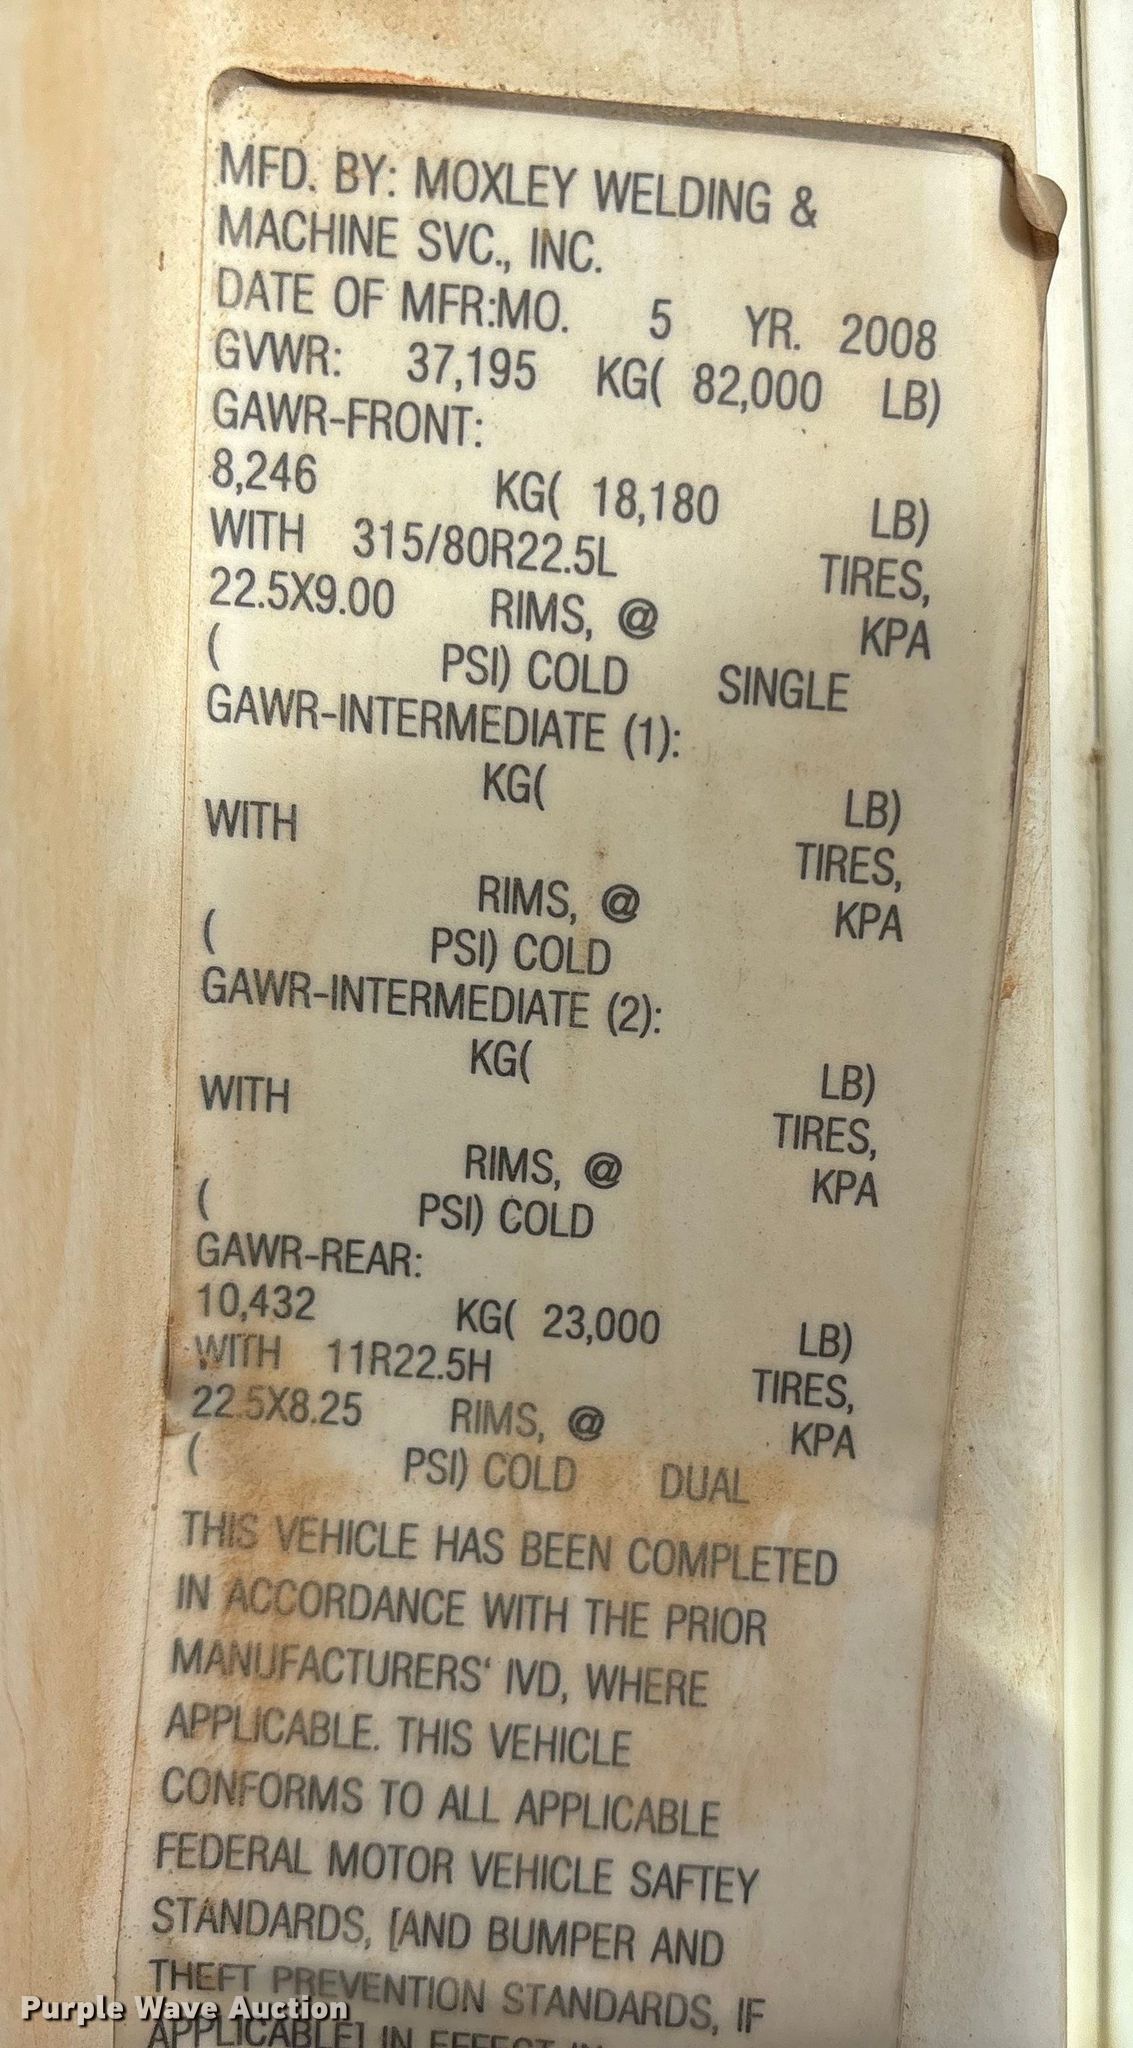 MFD. BY: MOXLEY WELDING &
MACHINE SVC., INC.
DATE OF MFR:MO. 5 YR. 2008
GVWR: 37,195 KG( 82,000 LB)
GAWR-FRONT:
8,246 KG( 18,180 LB)
WITH 315/80R22.5L TIRES,
22.5X9.00 RIMS, @ KPA
( PSI) COLD SINGLE
GAWR-INTERMEDIATE (1):
KG( LB)
WITH TIRES,
RIMS, @ KPA
( PSI) COLD
GAWR-INTERMEDIATE (2):
KG( LB)
WITH TIRES,
RIMS, @ KPA
( PSI) COLD
GAWR-REAR:
10,432 KG( 23,000 LB)
WITH 11R22.5H TIRES,
22.5X8.25 RIMS, @ KPA
( PSI) COLD DUAL
THIS VEHICLE HAS BEEN COMPLETED
IN ACCORDANCE WITH THE PRIOR
MANUFACTURERS' IVD, WHERE
APPLICABLE. THIS VEHICLE
CONFORMS TO ALL APPLICABLE
FEDERAL MOTOR VEHICLE SAFTEY
STANDARDS, [AND BUMPER AND
THEFT PREVENTION STANDARDS, IF
APPLICABLE] IN EFFECT
Purple Wave Auction